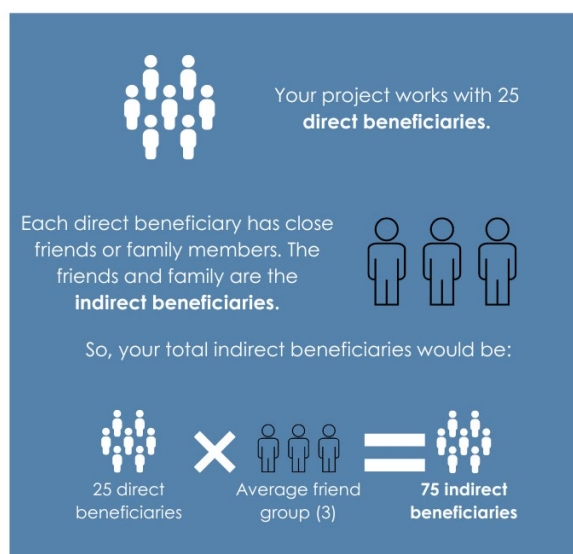 Your project works with 25
direct beneficiaries.
Each direct beneficiary has close
friends or family members. The
friends and family are the
indirect beneficiaries.
So, your total indirect beneficiaries would be:
25 direct
beneficiaries
Average friend
group (3)
75 indirect
beneficiaries